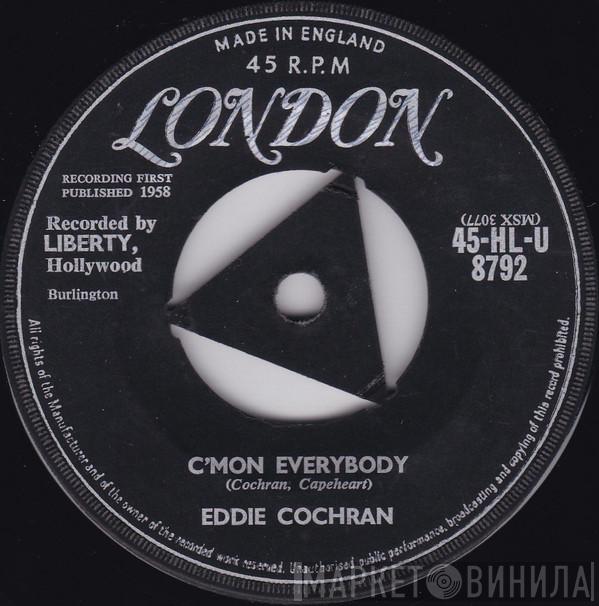 MADE IN ENGLAND
45 R.P.M
LONDON
RECORDING FIRST
PUBLISHED 1958
Recorded by
LIBERTY,
Hollywood
Burlington
(MSX 3077)
45-HL-U
8792
C'MON EVERYBODY
(Cochran, Capeheart)
EDDIE COCHRAN
All rights of the Manufacturer and of the owner of the recorded work reserved. Unauthorised public performance, broadcasting and copying of this record prohibited.
МАРКЕТ ВИНИЛА